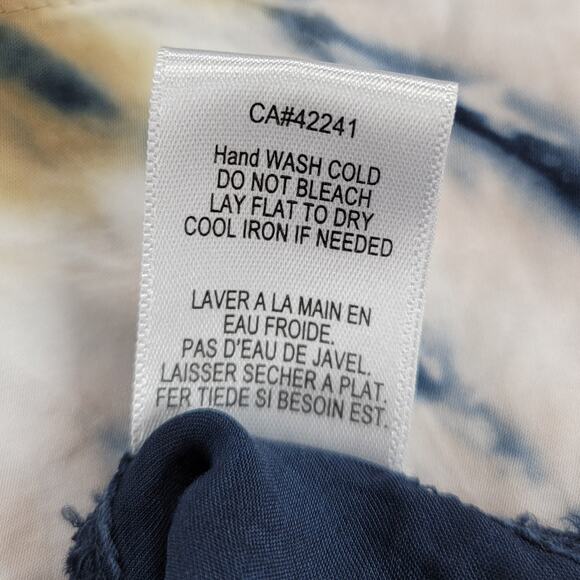 CA#42241
Hand WASH COLD
DO NOT BLEACH
LAY FLAT TO DRY
COOL IRON IF NEEDED
LAVER A LA MAIN EN
EAU FROIDE.
PAS D'EAU DE JAVEL.
LAISSER SECHER A PLAT.
FER TIEDE SI BESOIN EST.